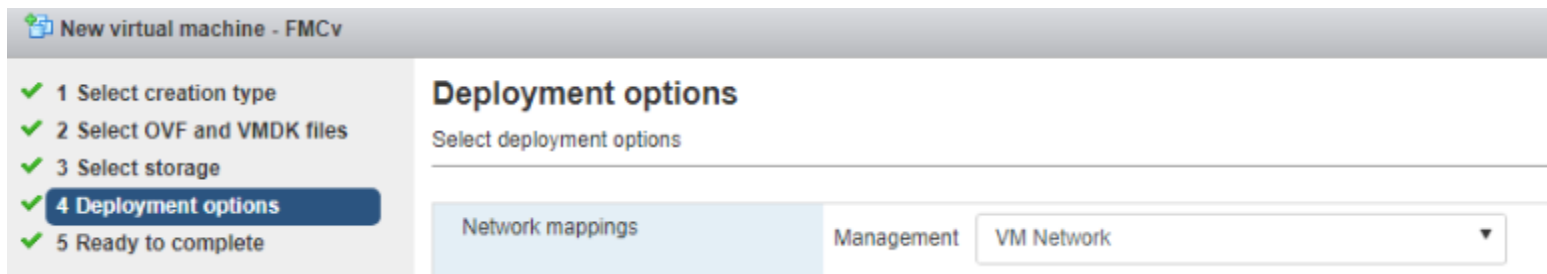 New virtual machine - FMCv
1 Select creation type
2 Select OVF and VMDK files
3 Select storage
4 Deployment options
5 Ready to complete
Deployment options
Select deployment options
Network mappings
Management VM Network